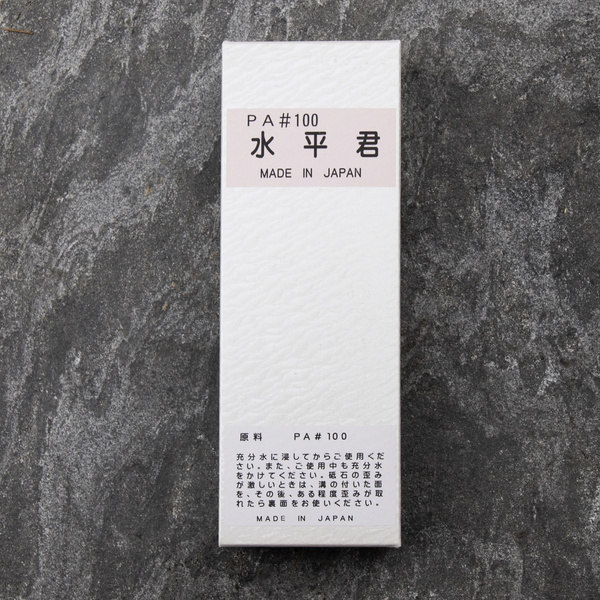 PA#100
水平君
MADE IN JAPAN
原料 PA#100
充分水に浸してからご使用くだ
さい。また、ご使用中も充分水
をかけてください。砥石の歪み
が激しいときは、溝の付いた面
を、その後、ある程度歪みが取
れたら裏面をお使いください。
MADE IN JAPAN